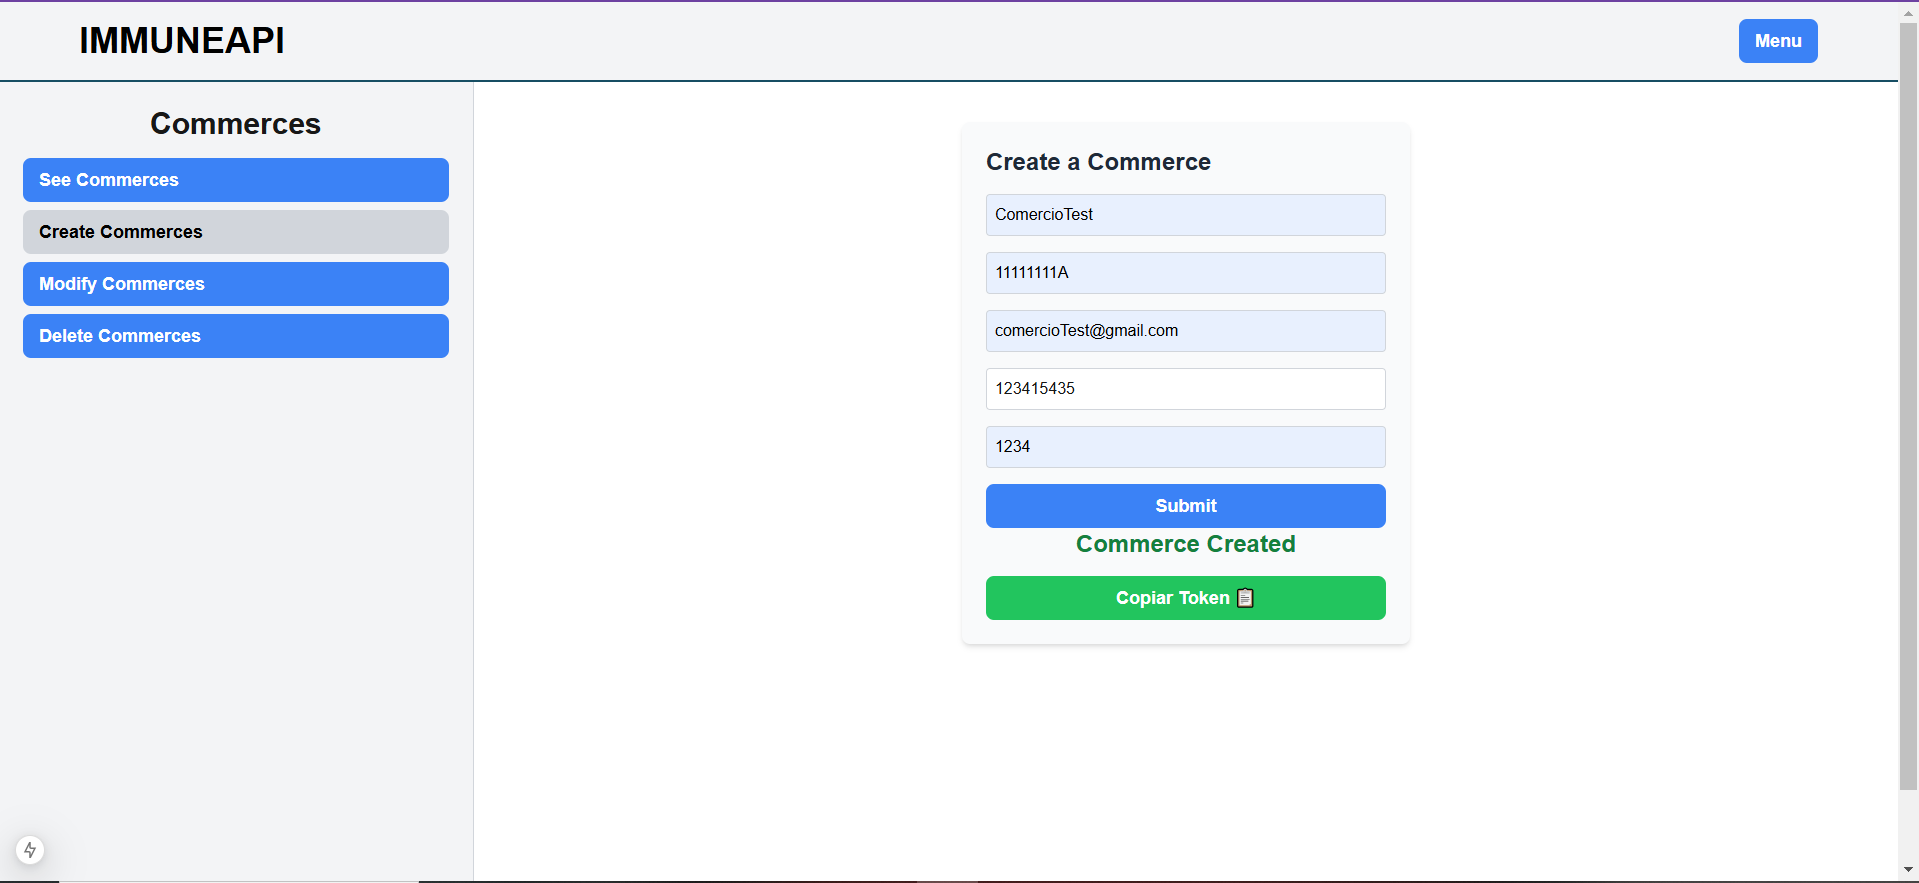 IMMUNEAPI
Menu
Commerces
See Commerces
Create Commerces
Modify Commerces
Delete Commerces
Create a Commerce
ComercioTest
11111111A
comercioTest@gmail.com
123415435
1234
Submit
Commerce Created
Copiar Token 📋